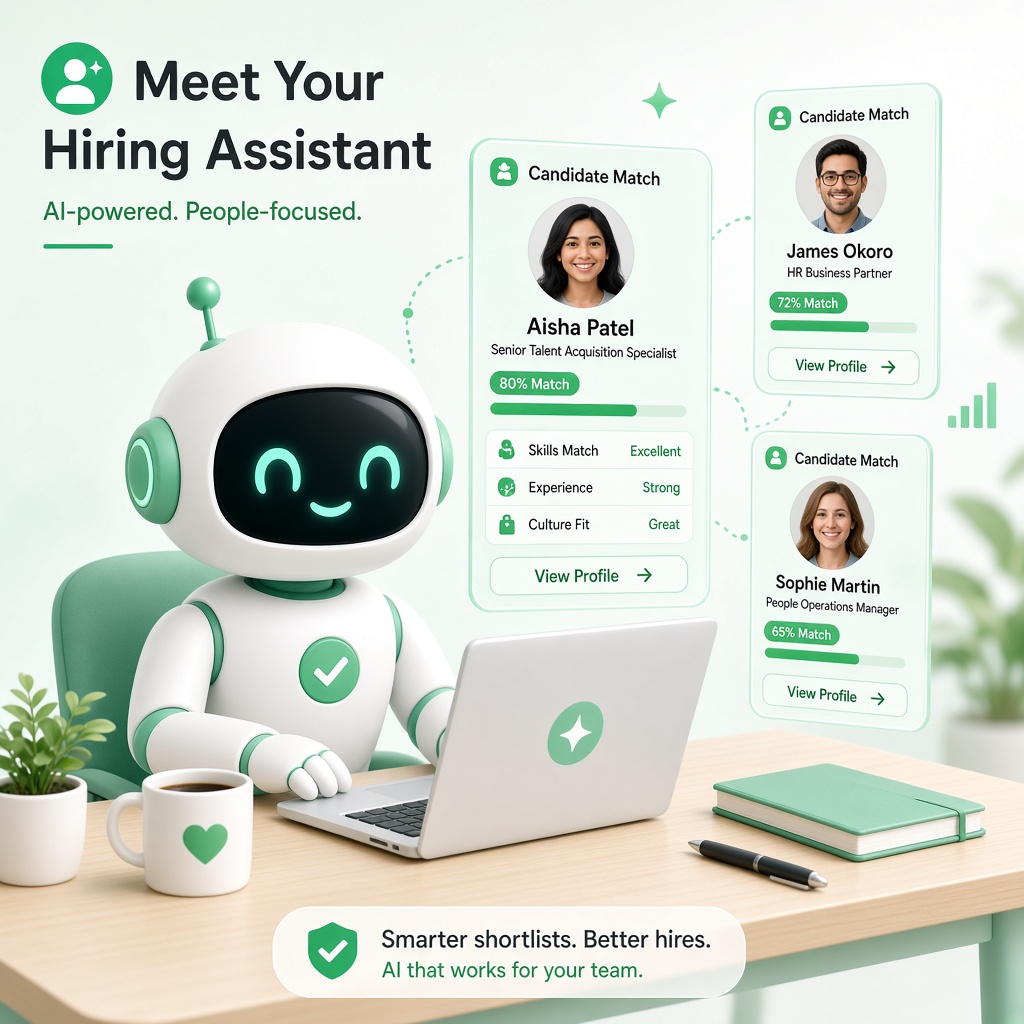 Meet Your
Hiring Assistant
AI-powered. People-focused.
Candidate Match
Aisha Patel
Senior Talent Acquisition Specialist
80% Match
Skills Match Excellent
Experience Strong
Culture Fit Great
View Profile →
Candidate Match
James Okoro
HR Business Partner
72% Match
View Profile →
Candidate Match
Sophie Martin
People Operations Manager
65% Match
View Profile →
Smarter shortlists. Better hires.
AI that works for your team.